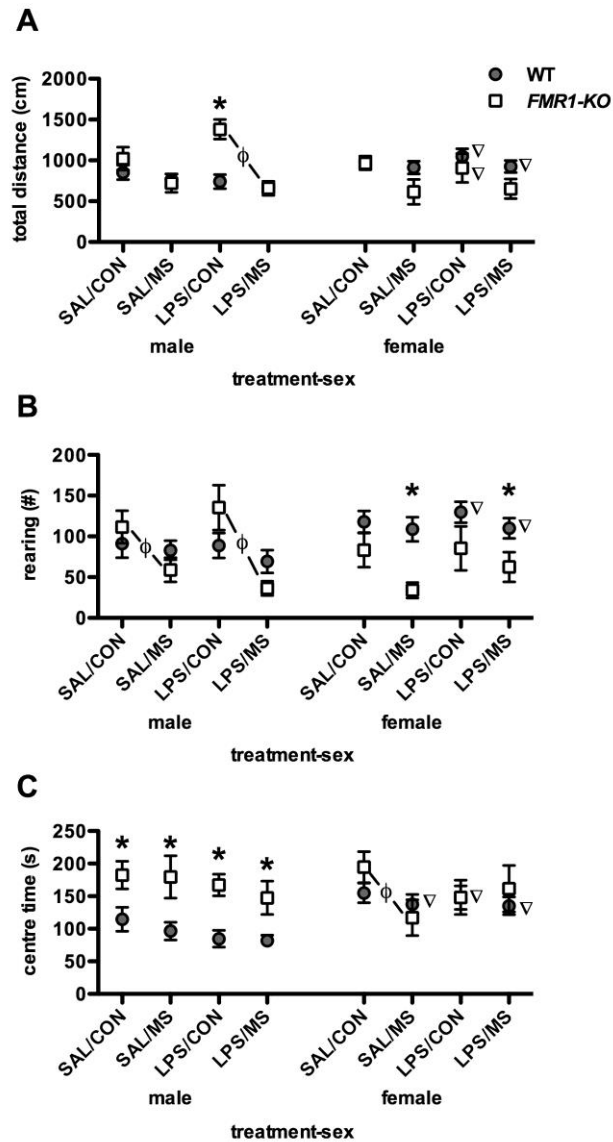 A
WT
FMR1-KO
total distance (cm)
2000
1500
1000
500
0
*
ϕ
∇
∇
∇
SAL/CON
SAL/MS
LPS/CON
LPS/MS
SAL/CON
SAL/MS
LPS/CON
LPS/MS
male
female
treatment-sex
B
rearing (#)
200
150
100
50
0
ϕ
ϕ
*
*
∇
∇
SAL/CON
SAL/MS
LPS/CON
LPS/MS
SAL/CON
SAL/MS
LPS/CON
LPS/MS
male
female
treatment-sex
C
centre time (s)
250
200
150
100
50
0
*
*
*
*
ϕ
∇
∇
∇
SAL/CON
SAL/MS
LPS/CON
LPS/MS
SAL/CON
SAL/MS
LPS/CON
LPS/MS
male
female
treatment-sex